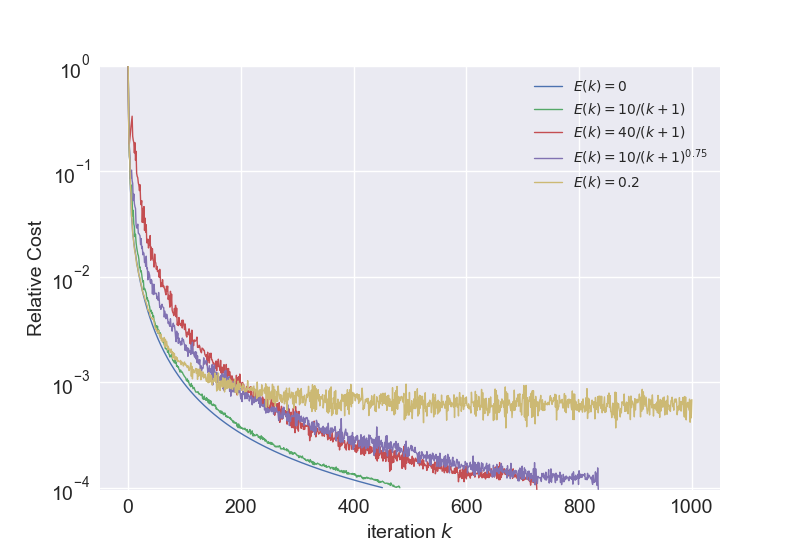 10^0
10^{-1}
10^{-2}
10^{-3}
10^{-4}
Relative Cost
E(k) = 0
E(k) = 10/(k + 1)
E(k) = 40/(k + 1)
E(k) = 10/(k + 1)^{0.75}
E(k) = 0.2
0 200 400 600 800 1000
iteration k